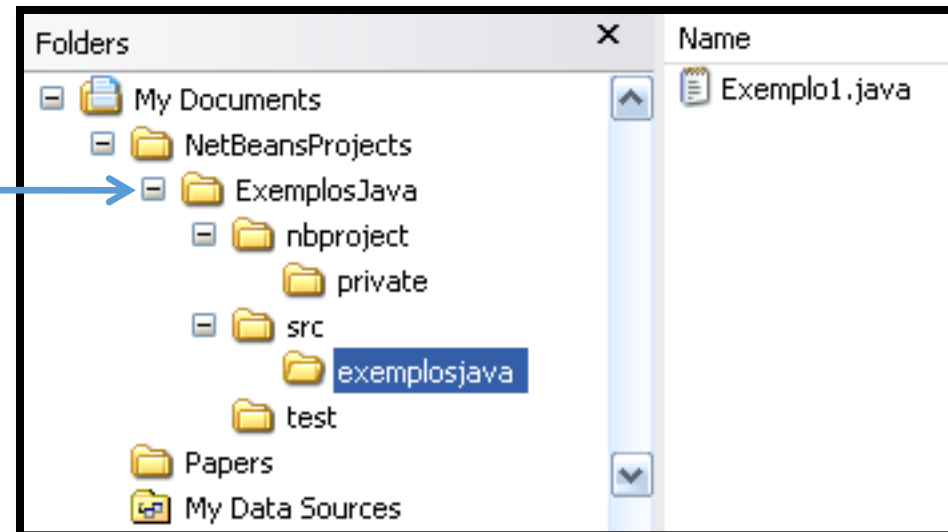 Folders
My Documents
NetBeansProjects
ExemplosJava
nbproject
private
src
exemplosjava
test
Papers
My Data Sources
Name
Exemplo1.java